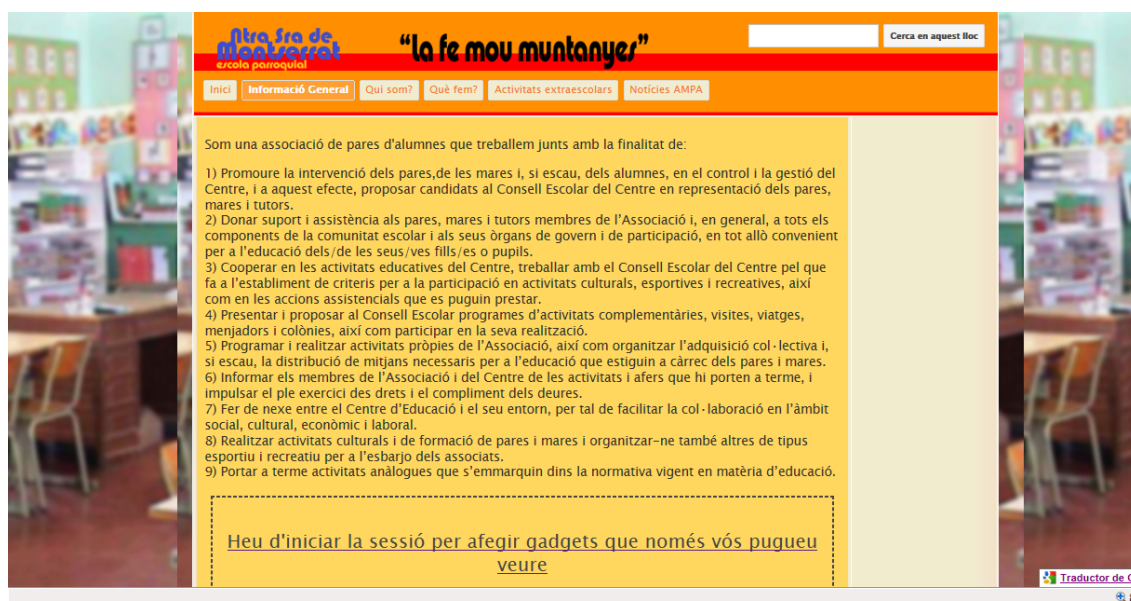 Ntra Sra de
Montserrat
escola parroquial
“la fe mou muntanyes”
Cerca en aquest lloc
Inici
Informació General
Qui som?
Què fem?
Activitats extraescolars
Notícies AMPA
Som una associació de pares d'alumnes que treballem junts amb la finalitat de:
1) Promoure la intervenció dels pares,de les mares i, si escau, dels alumnes, en el control i la gestió del
Centre, i a aquest efecte, proposar candidats al Consell Escolar del Centre en representació dels pares,
mares i tutors.
2) Donar suport i assistència als pares, mares i tutors membres de l’Associació i, en general, a tots els
components de la comunitat escolar i als seus òrgans de govern i de participació, en tot allò convenient
per a l’educació dels/de les seus/ves fills/es o pupils.
3) Cooperar en les activitats educatives del Centre, treballar amb el Consell Escolar del Centre pel que
fa a l’establiment de criteris per a la participació en activitats culturals, esportives i recreatives, així
com en les accions assistencials que es puguin prestar.
4) Presentar i proposar al Consell Escolar programes d’activitats complementàries, visites, viatges,
menjadors i colònies, així com participar en la seva realització.
5) Programar i realitzar activitats pròpies de l’Associació, així com organitzar l’adquisició col·lectiva i,
si escau, la distribució de mitjans necessaris per a l’educació que estiguin a càrrec dels pares i mares.
6) Informar els membres de l’Associació i del Centre de les activitats i afers que hi porten a terme, i
impulsar el ple exercici des drets i el compliment dels deures.
7) Fer de nexe entre el Centre d’Educació i el seu entorn, per tal de facilitar la col·laboració en l’àmbit
social, cultural, econòmic i laboral.
8) Realitzar activitats culturals i de formació de pares i mares i organitzar-ne també altres de tipus
esportiu i recreatiu per a l’esbarjo dels associats.
9) Portar a terme activitats anàlogues que s’emmarquin dins la normativa vigent en matèria d’educació.
Heu d'iniciar la sessió per afegir gadgets que només vós pugueu
veure
Traductor de